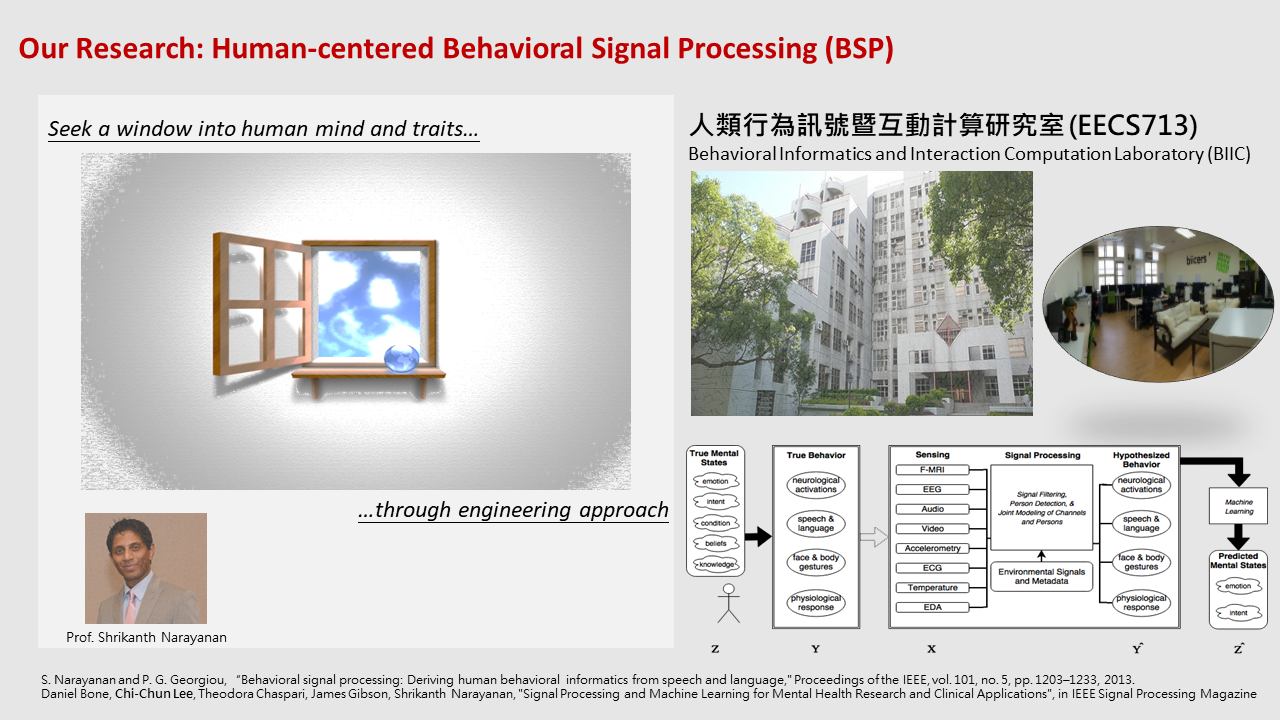 Our Research: Human-centered Behavioral Signal Processing (BSP)
Seek a window into human mind and traits…
…through engineering approach
Prof. Shrikanth Narayanan
人類行為訊號暨互動計算研究室 (EECS713)
Behavioral Informatics and Interaction Computation Laboratory (BIIC)
bicers'
True Mental
States
emotion
intent
condition
beliefs
knowledge
Z
True Behavior
neurological
activations
speech &
language
face & body
gestures
physiological
response
Y
Sensing
F-MRI
EEG
Audio
Video
Accelerometry
ECG
Temperature
EDA
X
Signal Processing
Signal Filtering,
Person Detection, &
Joint Modeling of Channels
and Persons
Environmental Signals
and Metadata
Hypothesized
Behavior
neurological
activations
speech &
language
face & body
gestures
physiological
response
Ŷ
Machine
Learning
Predicted
Mental States
emotion
intent
Ẑ
S. Narayanan and P. G. Georgiou, “Behavioral signal processing: Deriving human behavioral informatics from speech and language,” Proceedings of the IEEE, vol. 101, no. 5, pp. 1203–1233, 2013.
Daniel Bone, Chi-Chun Lee, Theodora Chaspari, James Gibson, Shrikanth Narayanan, "Signal Processing and Machine Learning for Mental Health Research and Clinical Applications", in IEEE Signal Processing Magazine